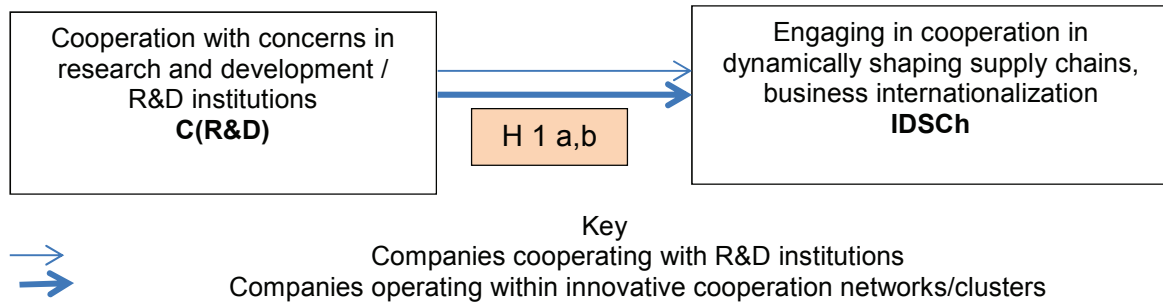 Cooperation with concerns in
research and development /
R&D institutions
C(R&D)
H 1 a,b
Engaging in cooperation in
dynamically shaping supply chains,
business internationalization
IDSCh
Key
Companies cooperating with R&D institutions
Companies operating within innovative cooperation networks/clusters